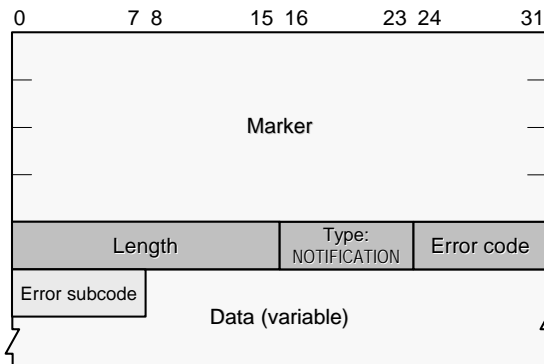 0 7 8 15 16 23 24 31
Marker
Length
Type:
NOTIFICATION
Error code
Error subcode
Data (variable)